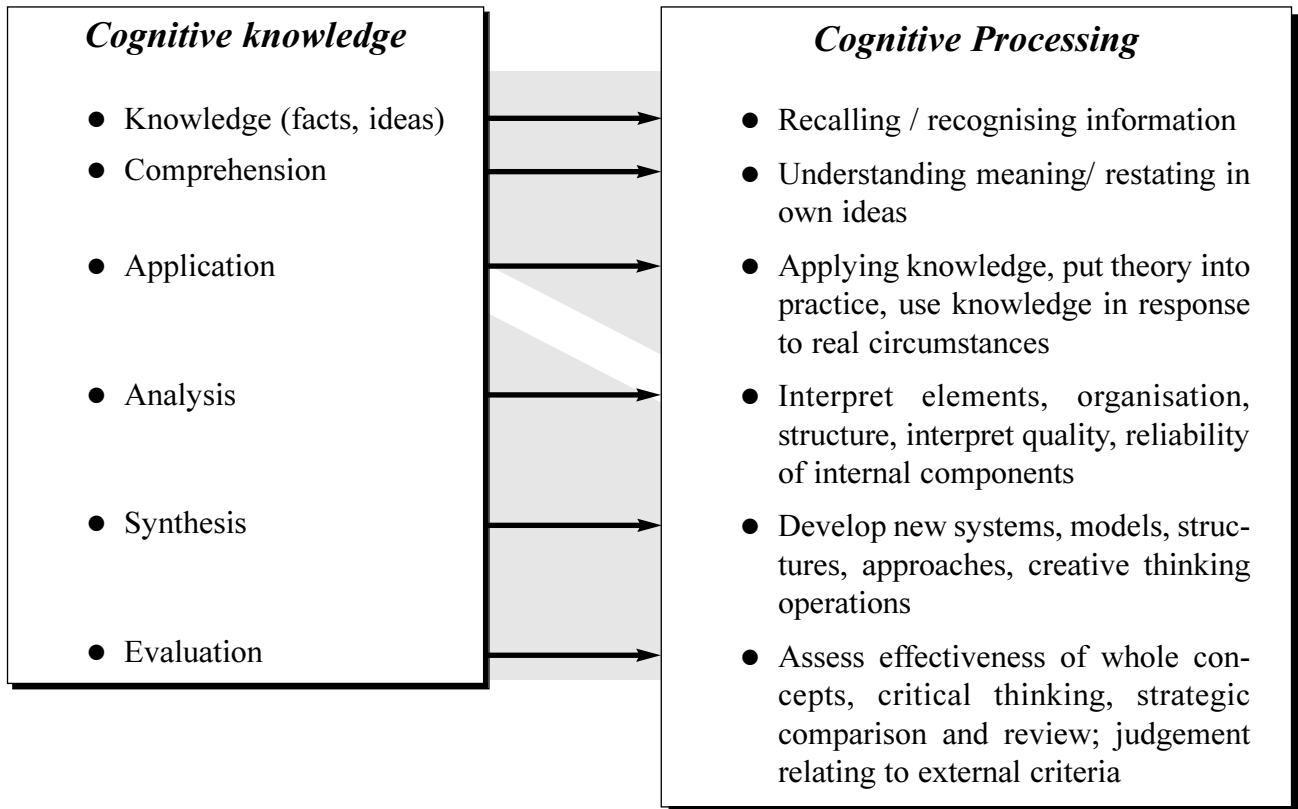 Cognitive knowledge
● Knowledge (facts, ideas)
● Comprehension
● Application
● Analysis
● Synthesis
● Evaluation
Cognitive Processing
● Recalling / recognising information
● Understanding meaning/ restating in
own ideas
● Applying knowledge, put theory into
practice, use knowledge in response
to real circumstances
● Interpret elements, organisation,
structure, interpret quality, reliability
of internal components
● Develop new systems, models, struc-
tures, approaches, creative thinking
operations
● Assess effectiveness of whole con-
cepts, critical thinking, strategic
comparison and review; judgement
relating to external criteria